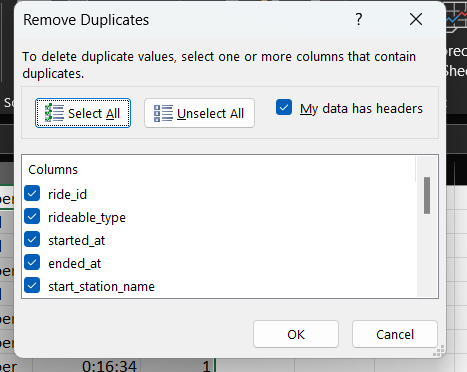 Remove Duplicates
To delete duplicate values, select one or more columns that contain
duplicates.
Select All
Unselect All
My data has headers
Columns
ride_id
rideable_type
started_at
ended_at
start_station_name
OK
Cancel
0:16:34
1